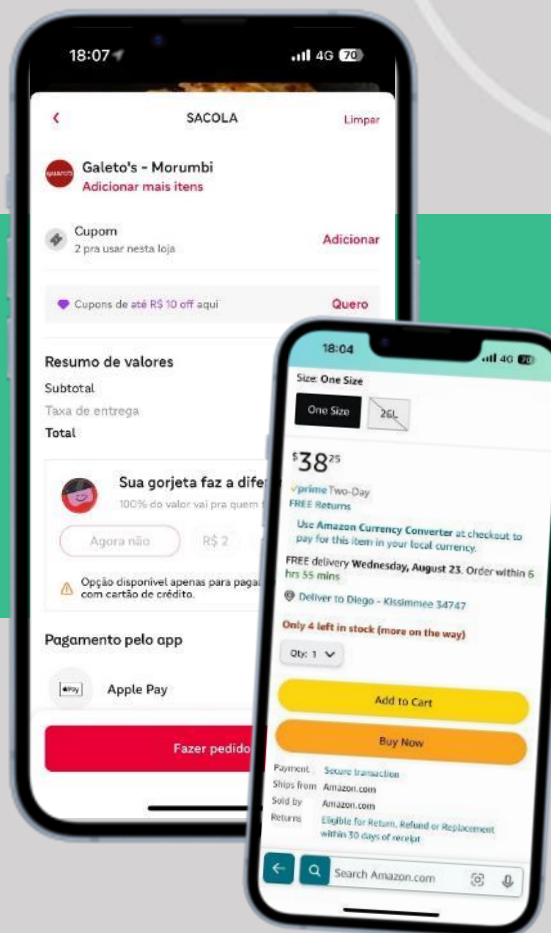 18:07
4G 70
SACOLA
Limpar
Galeto's - Morumbi
Adicionar mais itens
Cupom
2 pra usar nesta loja
Adicionar
Cupons de até R$ 10 off aqui
Quero
Resumo de valores
Subtotal
Taxa de entrega
Total
Sua gorjeta faz a dife
100% do valor vai pra quem
Agora não
R$ 2
Opção disponível apenas para paga
com cartão de crédito.
Pagamento pelo app
Pay
Apple Pay
Fazer pedido
18:04
4G
Size: One Size
One Size
26L
$38 25
prime Two-Day
FREE Returns
Use Amazon Currency Converter at checkout to
pay for this item in your local currency.
FREE delivery Wednesday, August 23. Order within 6
hrs 55 mins
Deliver to Diego - Kissimmee 34747
Only 4 left in stock (more on the way)
Qty: 1
Add to Cart
Buy Now
Payment Secure transaction
Ships from Amazon.com
Sold by Amazon.com
Returns Eligible for Return, Refund or Replacement
within 30 days of receipt
Search Amazon.com